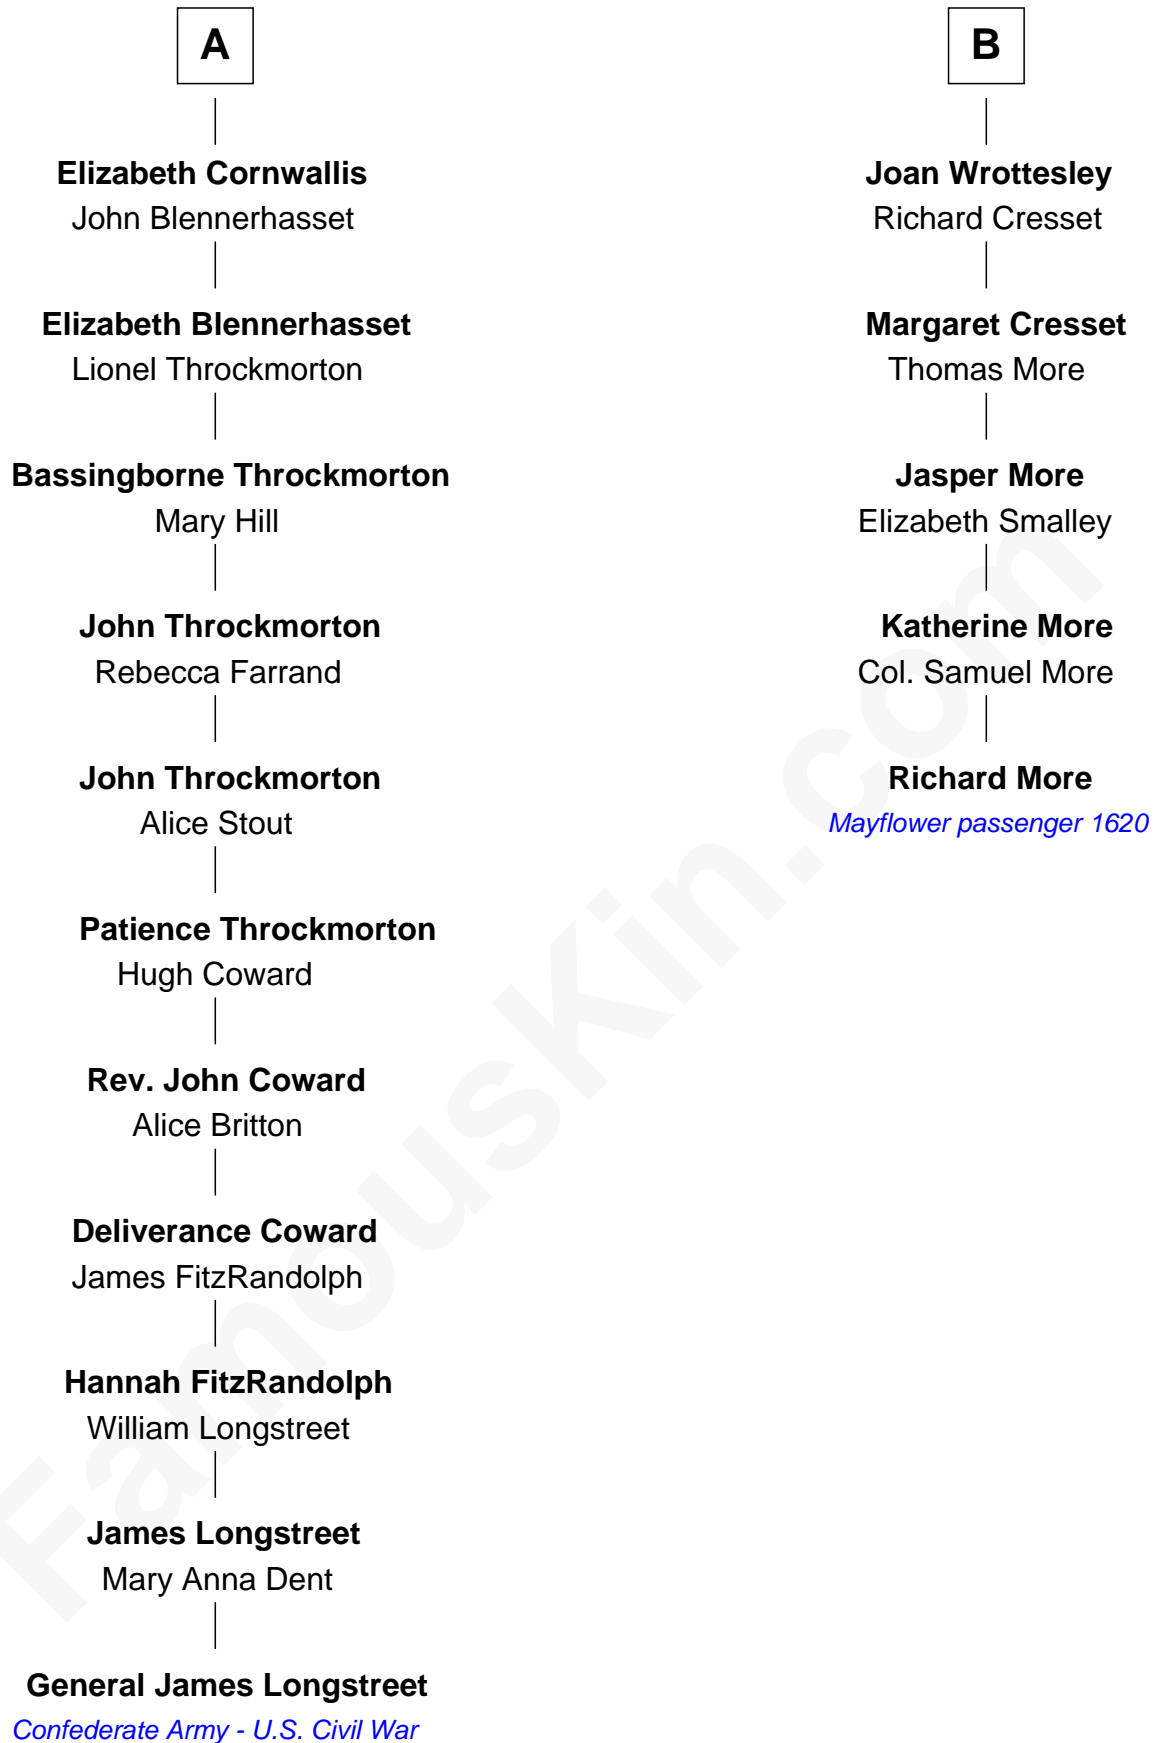 A
Elizabeth Cornwallis
John Blennerhasset
Elizabeth Blennerhasset
Lionel Throckmorton
Bassingborne Throckmorton
Mary Hill
John Throckmorton
Rebecca Farrand
John Throckmorton
Alice Stout
Patience Throckmorton
Hugh Coward
Rev. John Coward
Alice Britton
Deliverance Coward
James FitzRandolph
Hannah FitzRandolph
William Longstreet
James Longstreet
Mary Anna Dent
General James Longstreet
Confederate Army - U.S. Civil War
B
Joan Wrottesley
Richard Cresset
Margaret Cresset
Thomas More
Jasper More
Elizabeth Smalley
Katherine More
Col. Samuel More
Richard More
Mayflower passenger 1620
FamousKin.com